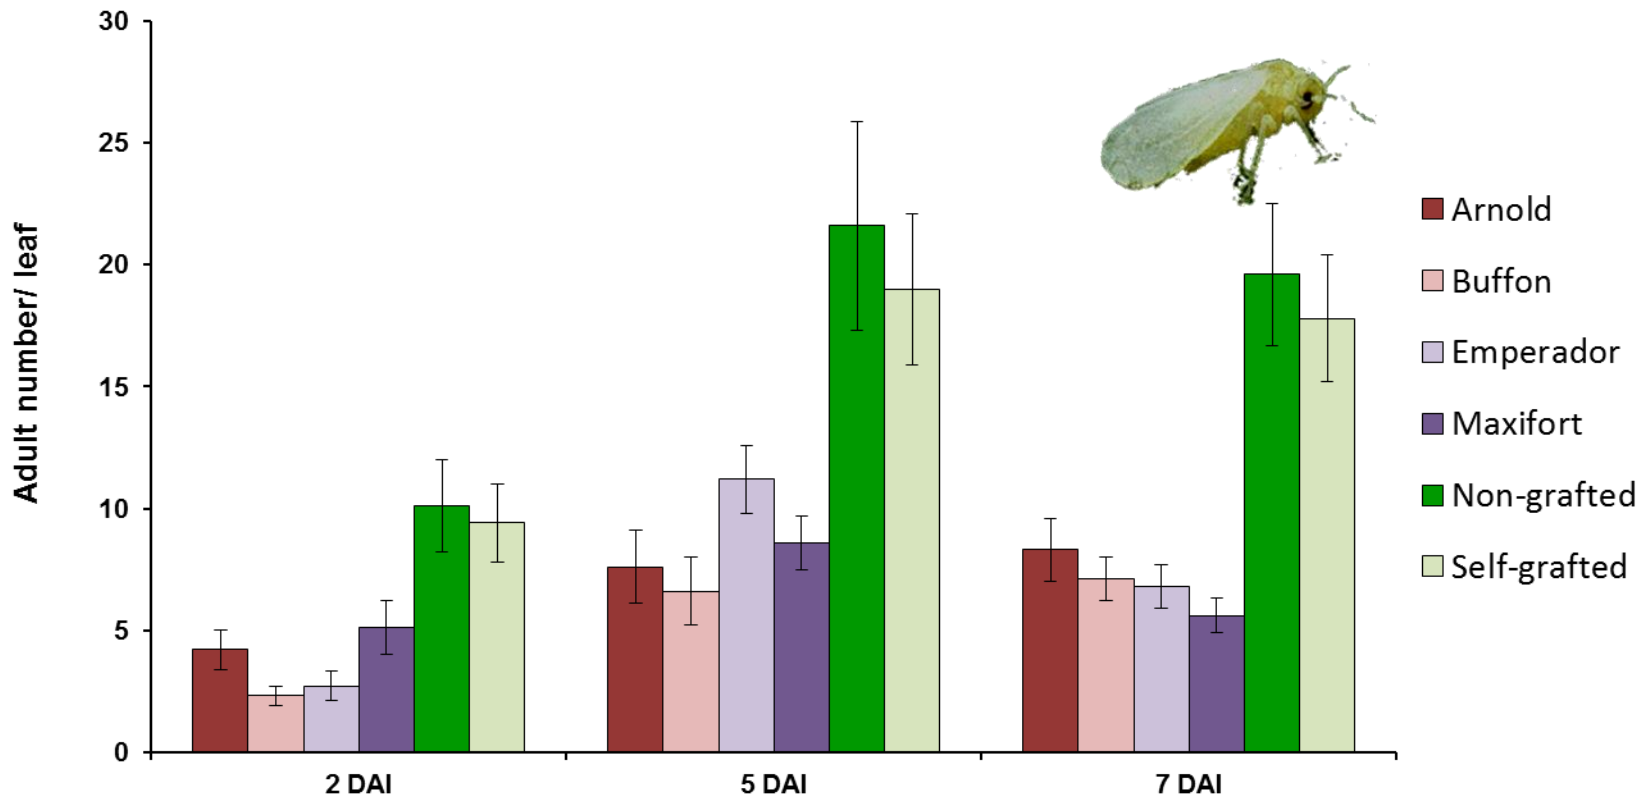 Adult number/ leaf
30
25
20
15
10
5
0
2 DAI
5 DAI
7 DAI
Arnold
Buffon
Emperador
Maxifort
Non-grafted
Self-grafted